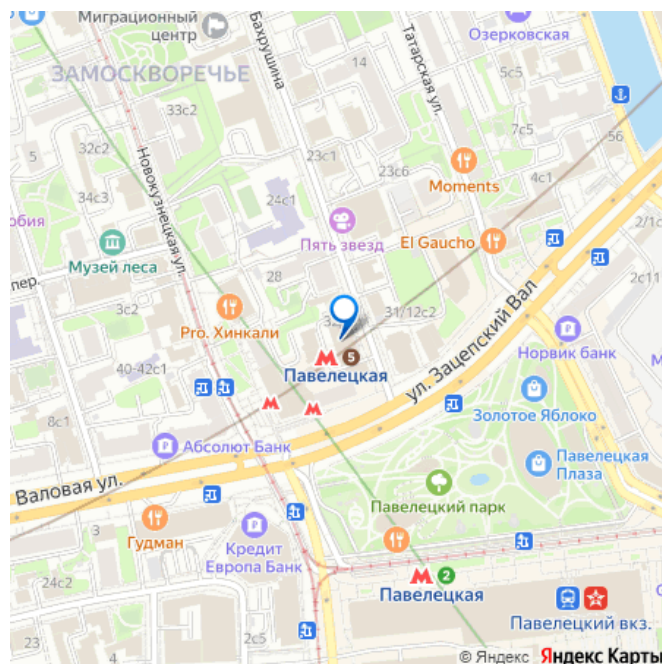 Миграционный
центр
Бахрушина
Татарская ул.
Озерковская
ЗАМОСКВОРЕЧЬЕ
14
5с5
33с2
5
32с2
Новокузнецкая ул.
23с1
7с5
56
34с3
24с1
23с6
Moments
4с1
обия
Пять звезд
El Gaucho
2/1с
Музей леса
пер.
28
2с11
3с2
31/12с2
Pro. Хинкали
ул. Зацепский Вал
Норвик банк
40-42с1
5
Павелецкая
Золотое Яблоко
8с1
Абсолют Банк
Павелецкая
Плаза
Валовая ул.
Павелецкий парк
3
4
Гудман
Кредит
Европа Банк
2
24с2
Павелецкая
Павелецкий вкз.
23
2с5
© Яндекс Яндекс Карты